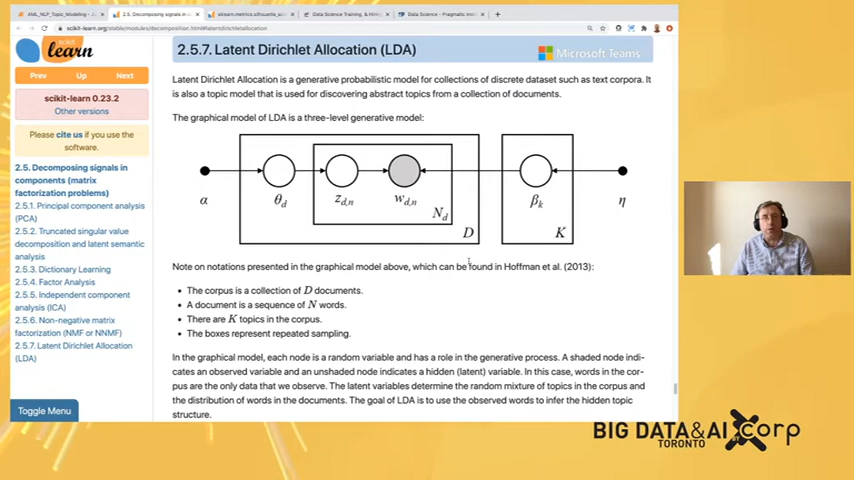 AML_NLP_Topic_Modeling
2.5. Decomposing signals in
sklearn.metrics.silhouette_s
Data Science Training, & Hiring
Data Science – Pragmatic
scikit-learn.org/stable/modules/decomposition.html#latentdirichletallocation
learn
Prev Up Next
scikit-learn 0.23.2
Other versions
Please cite us if you use the
software.
2.5. Decomposing signals in
components (matrix
factorization problems)
2.5.1. Principal component analysis
(PCA)
2.5.2. Truncated singular value
decomposition and latent semantic
analysis
2.5.3. Dictionary Learning
2.5.4. Factor Analysis
2.5.5. Independent component
analysis (ICA)
2.5.6. Non-negative matrix
factorization (NMF or NNMF)
2.5.7. Latent Dirichlet Allocation
(LDA)
Toggle Menu
2.5.7. Latent Dirichlet Allocation (LDA)
Microsoft Teams
Latent Dirichlet Allocation is a generative probabilistic model for collections of discrete dataset such as text corpora. It
is also a topic model that is used for discovering abstract topics from a collection of documents.
The graphical model of LDA is a three-level generative model:
α θd zd,n wd,n βk η
Nd
D K
Note on notations presented in the graphical model above, which can be found in Hoffman et al. (2013):
• The corpus is a collection of D documents.
• A document is a sequence of N words.
• There are K topics in the corpus.
• The boxes represent repeated sampling.
In the graphical model, each node is a random variable and has a role in the generative process. A shaded node indi-
cates an observed variable and an unshaded node indicates a hidden (latent) variable. In this case, words in the cor-
pus are the only data that we observe. The latent variables determine the random mixture of topics in the corpus and
the distribution of words in the documents. The goal of LDA is to use the observed words to infer the hidden topic
structure.
BIG DATA&AI
TORONTO
BY
corp